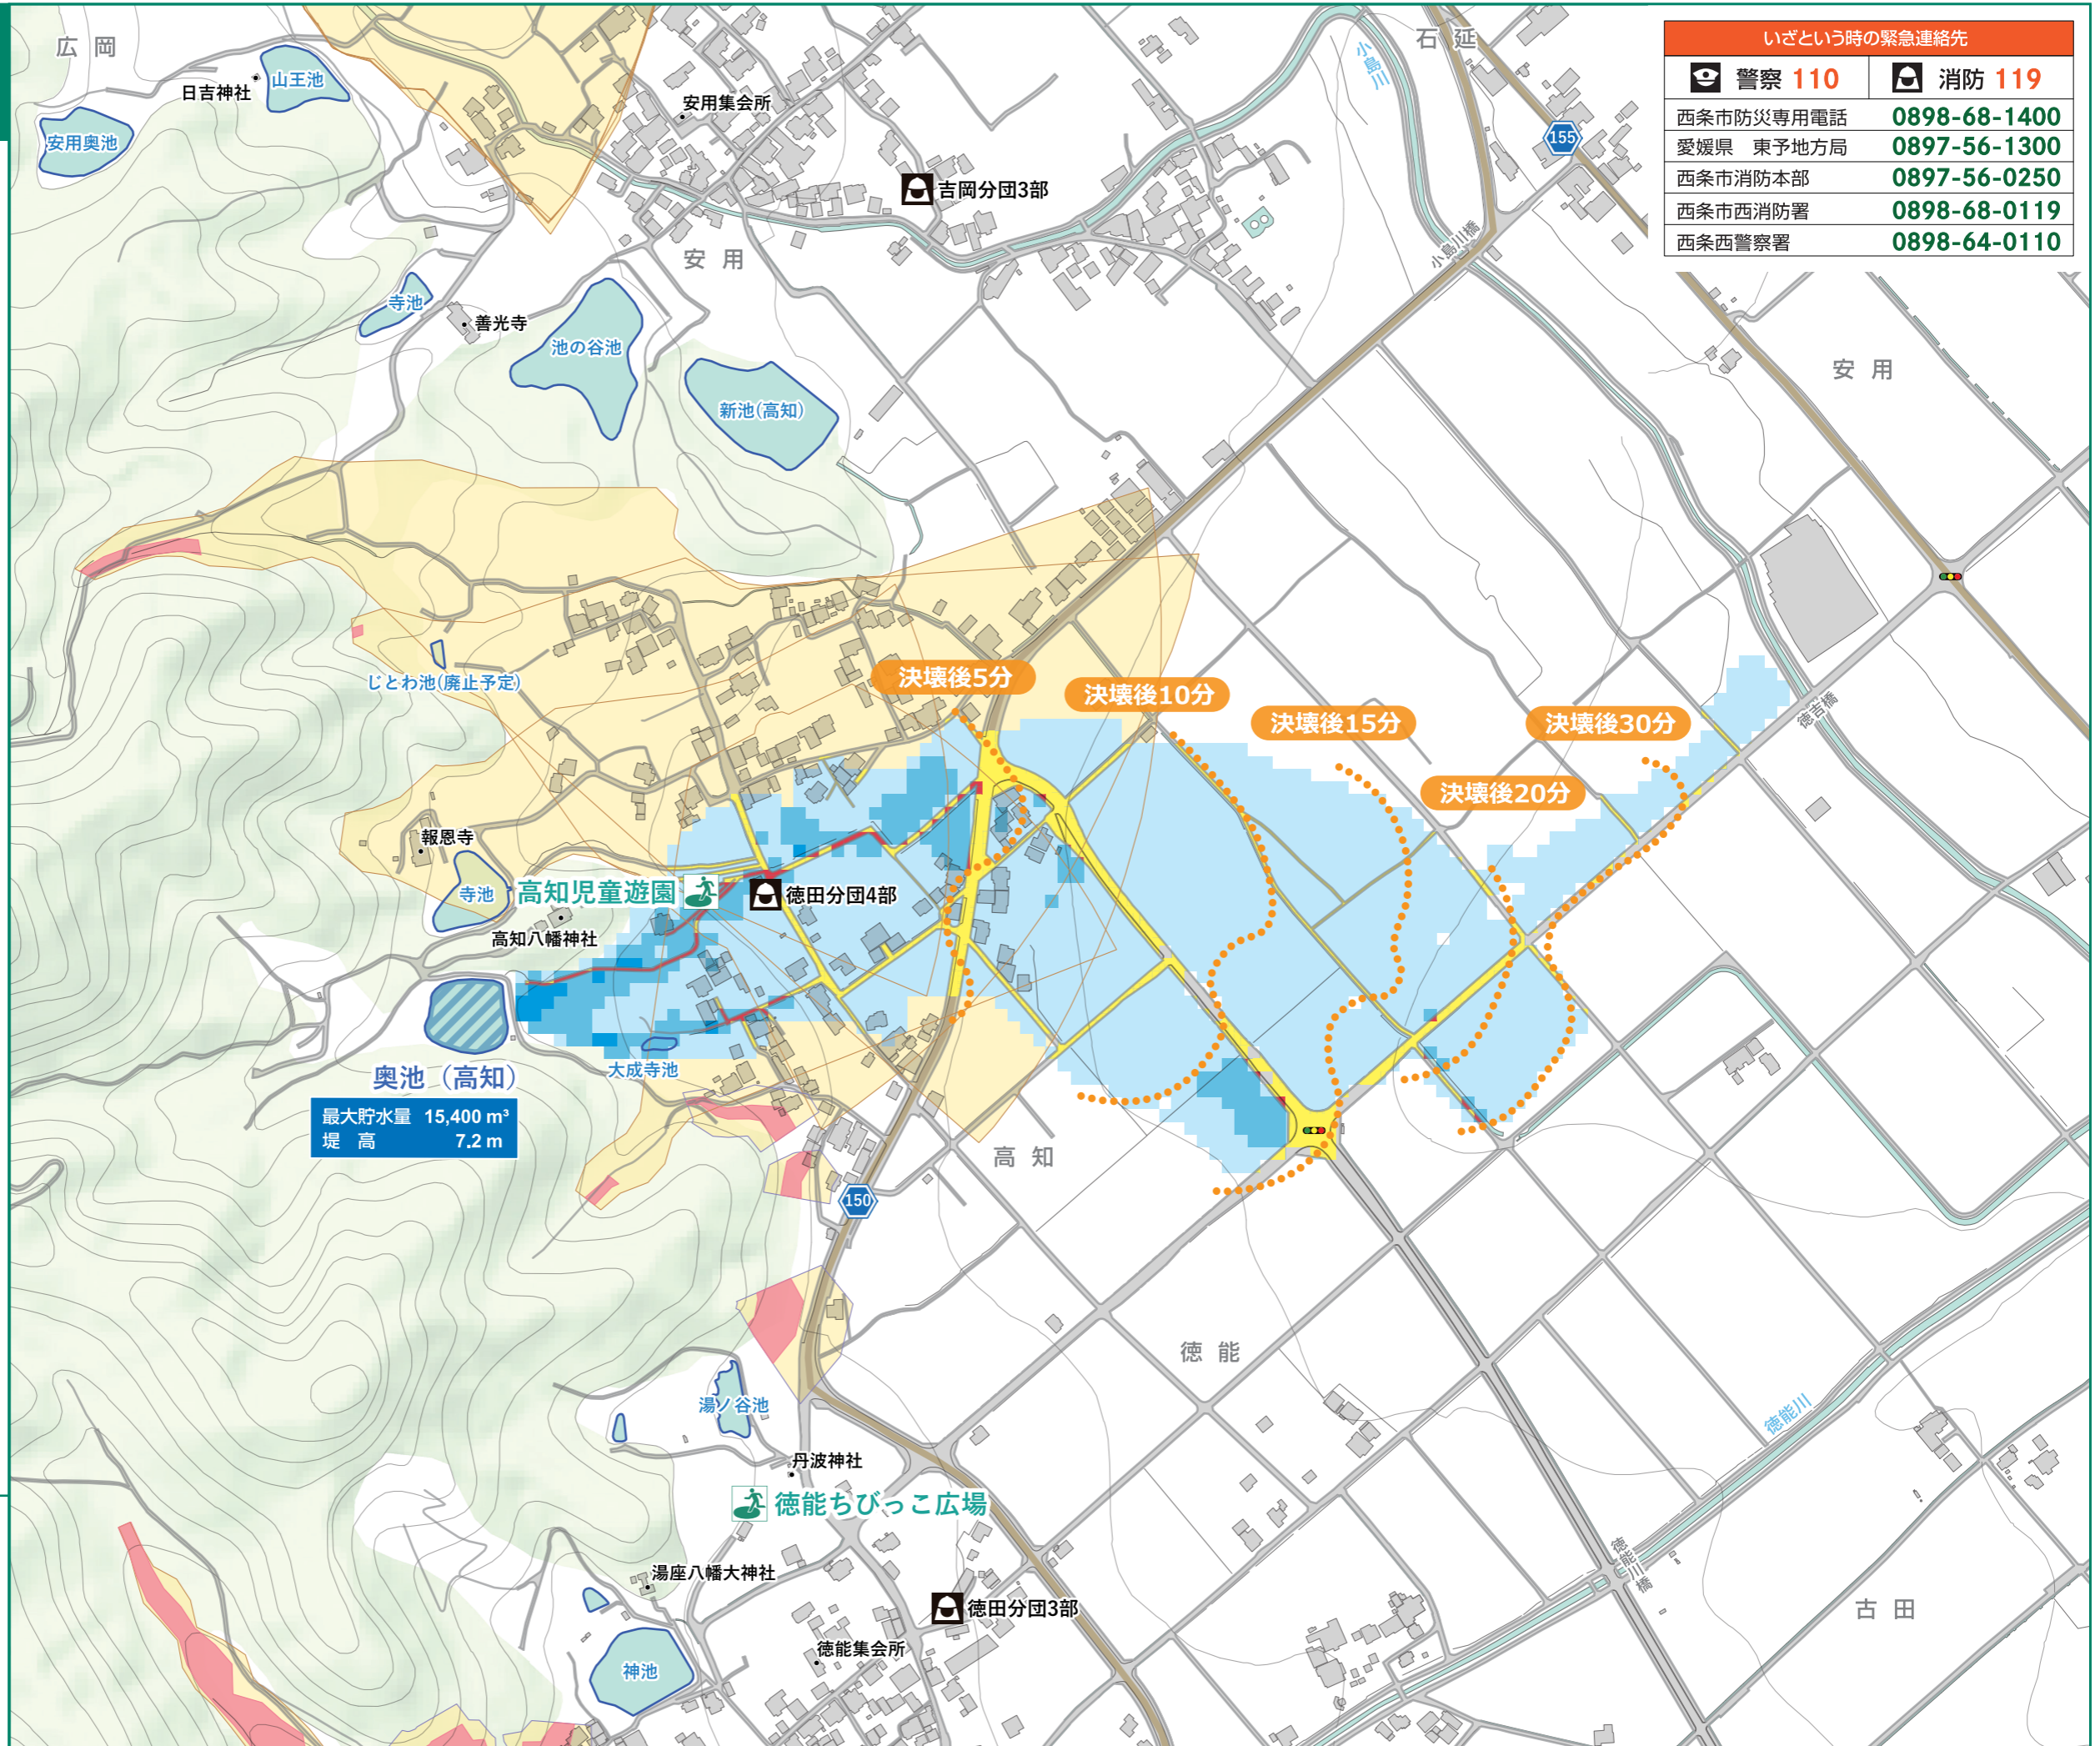 いざという時の緊急連絡先
警察 110
消防 119
西条市防災専用電話 0898-68-1400
愛媛県 東予地方局 0897-56-1300
西条市消防本部 0897-56-0250
西条市西消防署 0898-68-0119
西条西警察署 0898-64-0110
広岡
石延
小島川
山王池
日吉神社
安用集会所
安用奥池
155
吉岡分団3部
小島川橋
安用
寺池
善光寺
池の谷池
安用
新池(高知)
じとわ池(廃止予定)
決壊後5分
決壊後10分
決壊後15分
決壊後30分
徳吉橋
決壊後20分
報恩寺
寺池
高知児童遊園
徳田分団4部
高知八幡神社
大成寺池
奥池（高知）
最大貯水量 15,400 m³
堤高 7.2 m
高知
150
徳能
湯ノ谷池
徳能川
丹波神社
徳能ちびっこ広場
徳能川橋
湯座八幡大神社
徳田分団3部
古田
徳能集会所
神池